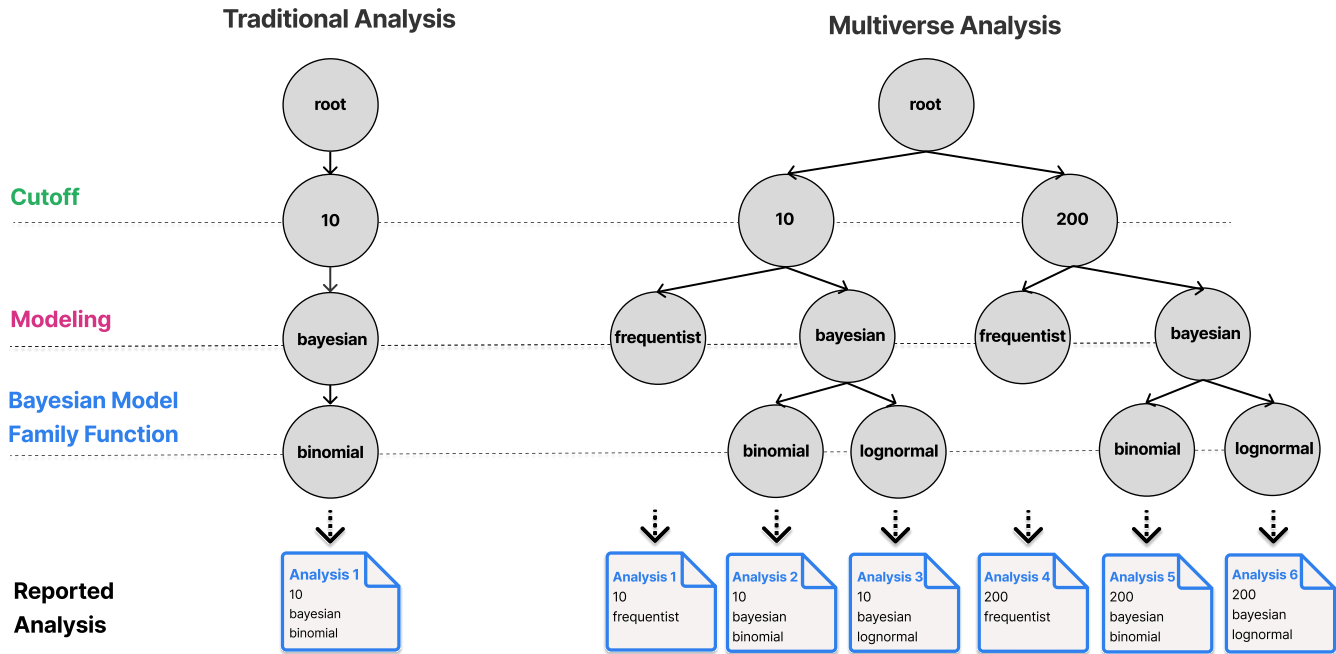 Traditional Analysis
Multiverse Analysis
root
root
Cutoff
10
10
200
Modeling
bayesian
frequentist
bayesian
frequentist
bayesian
Bayesian Model
Family Function
binomial
binomial
lognormal
binomial
lognormal
Reported
Analysis
Analysis 1
10
bayesian
binomial
Analysis 1
10
frequentist
Analysis 2
10
bayesian
binomial
Analysis 3
10
bayesian
lognormal
Analysis 4
200
frequentist
Analysis 5
200
bayesian
binomial
Analysis 6
200
bayesian
lognormal